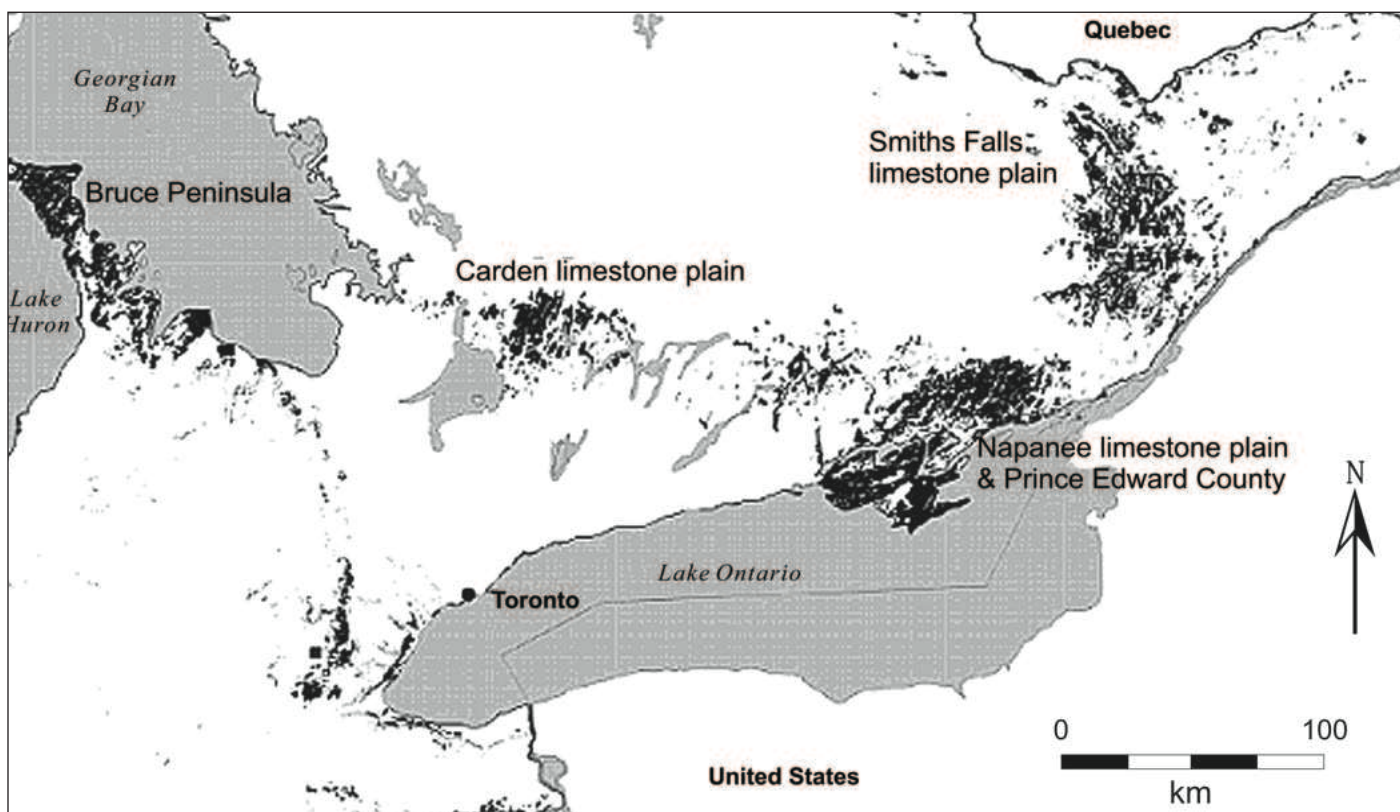 Quebec
Georgian
Bay
Smiths Falls
limestone plain
Bruce Peninsula
Carden limestone plain
Lake
Huron
Napanee limestone plain
& Prince Edward County
N
Lake Ontario
Toronto
0 100
km
United States